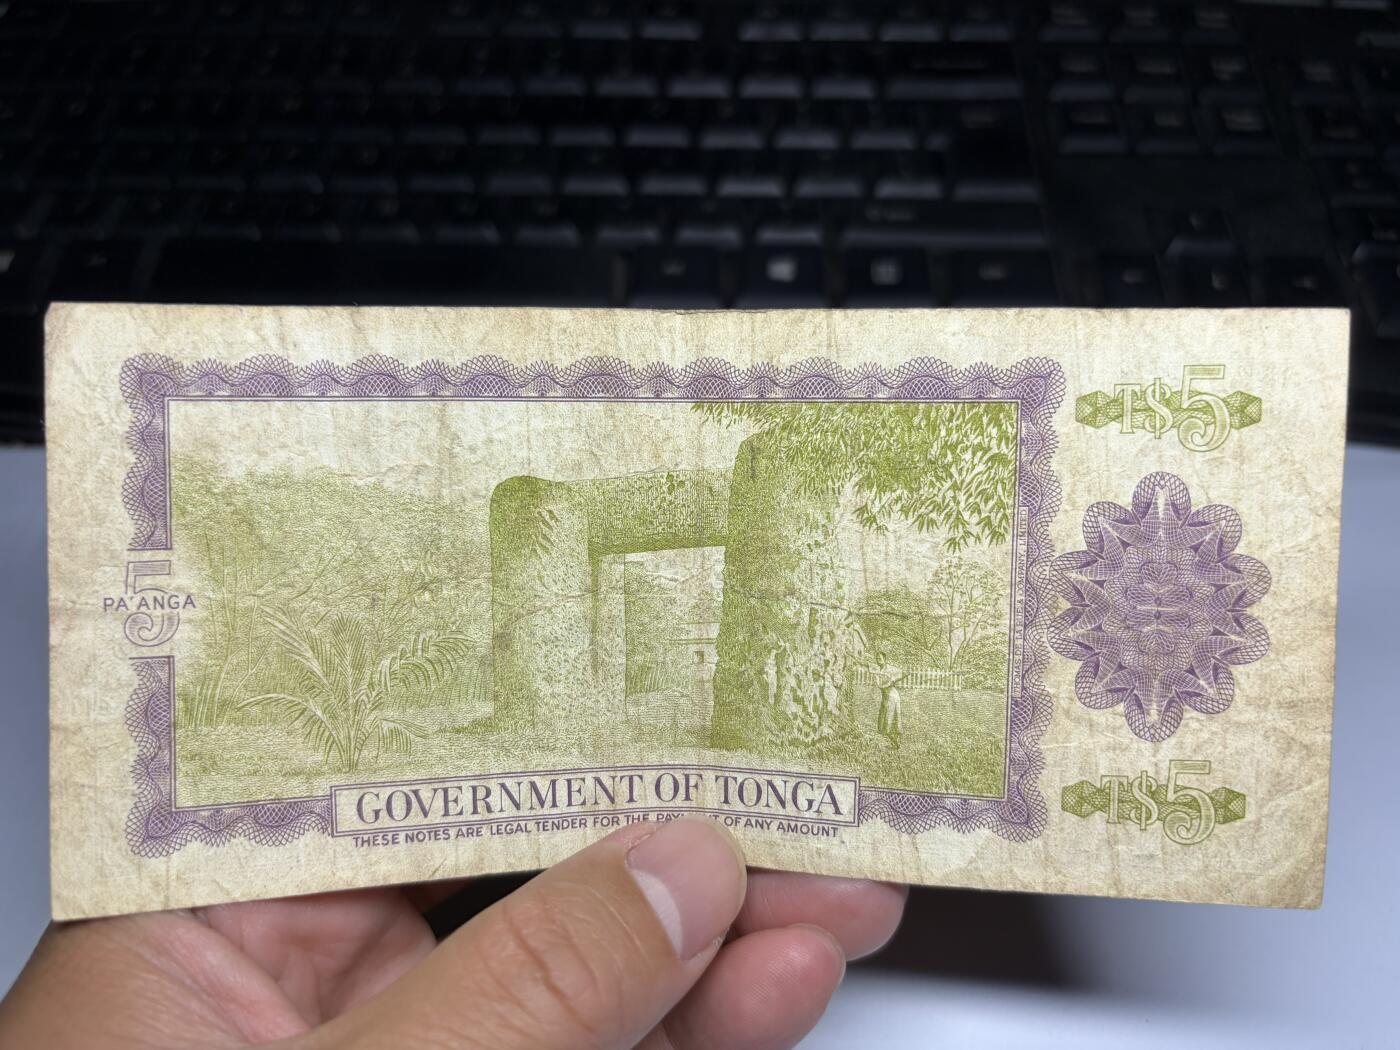 T$5
5
PA'ANGA
GOVERNMENT OF TONGA
THESE NOTES ARE LEGAL TENDER FOR THE OF ANY AMOUNT
T$5